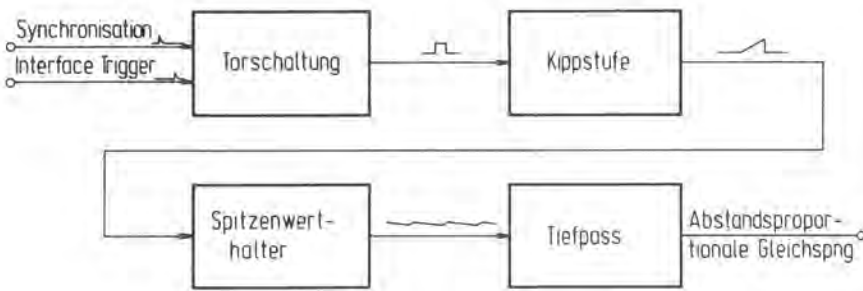 Synchronisation
Interface Trigger
Torschaltung
Kippstufe
Spitzenwert-
halter
Tiefpass
Abstandspropor-
tionale Gleichspng